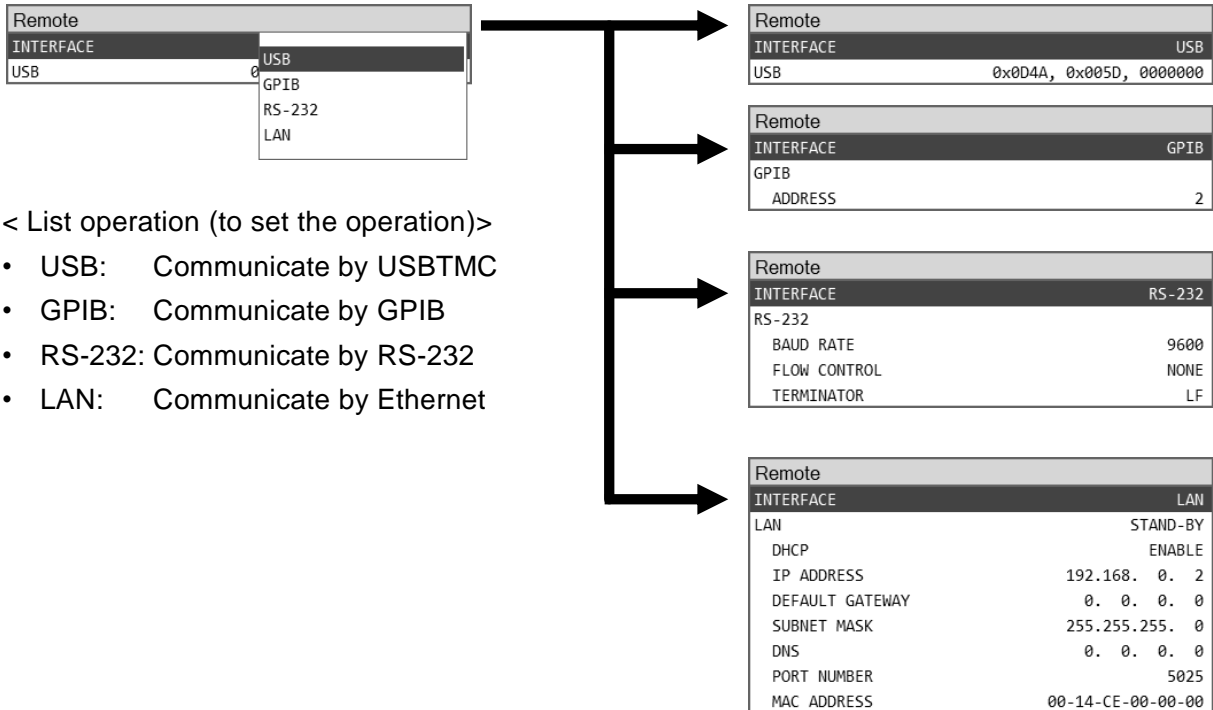 Remote
INTERFACE
USB 0
USB
GPIB
RS-232
LAN
< List operation (to set the operation)>
• USB: Communicate by USBTMC
• GPIB: Communicate by GPIB
• RS-232: Communicate by RS-232
• LAN: Communicate by Ethernet
Remote
INTERFACE USB
USB 0x0D4A, 0x005D, 0000000
Remote
INTERFACE GPIB
GPIB
ADDRESS 2
Remote
INTERFACE RS-232
RS-232
BAUD RATE 9600
FLOW CONTROL NONE
TERMINATOR LF
Remote
INTERFACE LAN
LAN STAND-BY
DHCP ENABLE
IP ADDRESS 192.168. 0. 2
DEFAULT GATEWAY 0. 0. 0. 0
SUBNET MASK 255.255.255. 0
DNS 0. 0. 0. 0
PORT NUMBER 5025
MAC ADDRESS 00-14-CE-00-00-00